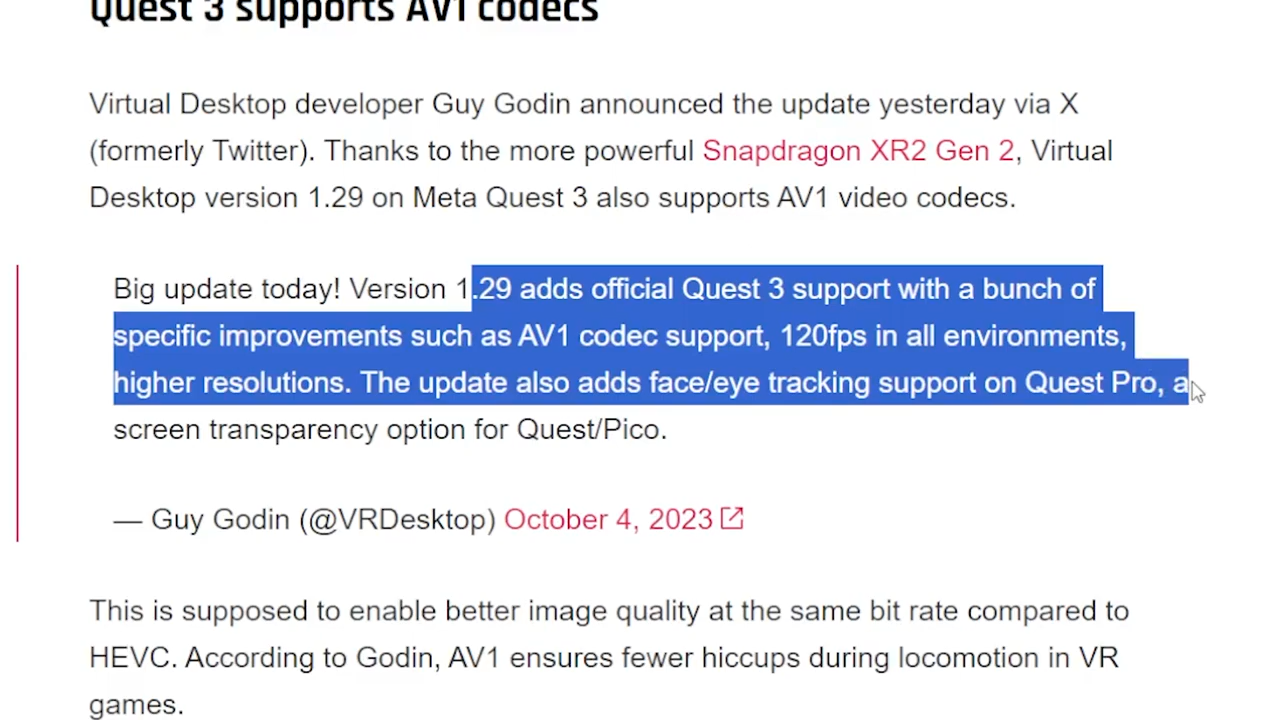 Quest 3 supports AV1 codecs
Virtual Desktop developer Guy Godin announced the update yesterday via X
(formerly Twitter). Thanks to the more powerful Snapdragon XR2 Gen 2, Virtual
Desktop version 1.29 on Meta Quest 3 also supports AV1 video codecs.
Big update today! Version 1.29 adds official Quest 3 support with a bunch of
specific improvements such as AV1 codec support, 120fps in all environments,
higher resolutions. The update also adds face/eye tracking support on Quest Pro, a
screen transparency option for Quest/Pico.
— Guy Godin (@VRDesktop) October 4, 2023
This is supposed to enable better image quality at the same bit rate compared to
HEVC. According to Godin, AV1 ensures fewer hiccups during locomotion in VR
games.